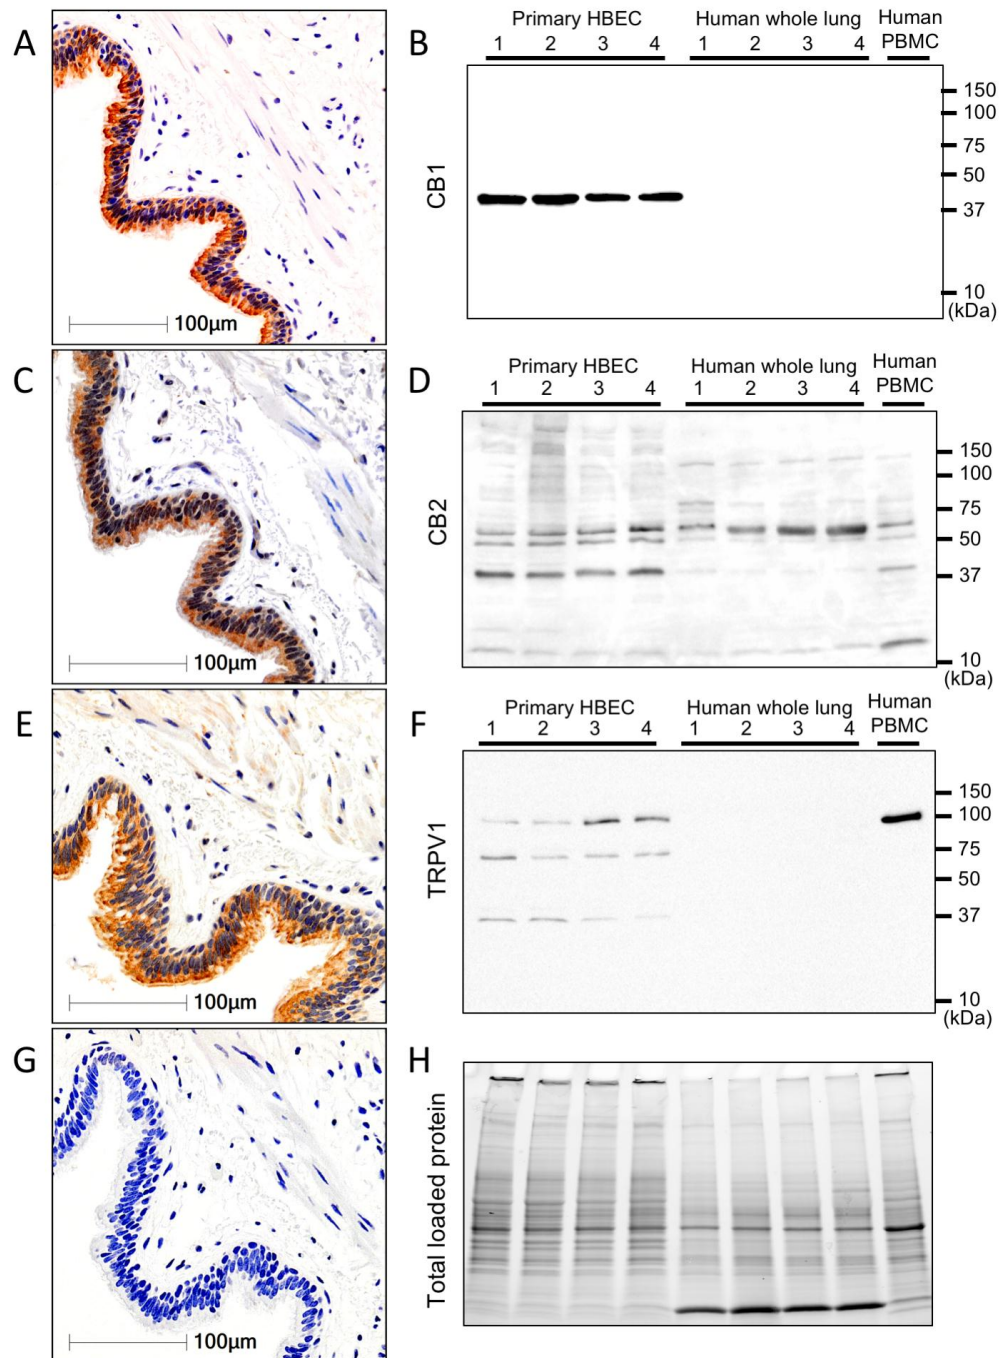 A
100µm
B
Primary HBEC Human whole lung Human
1 2 3 4 1 2 3 4 PBMC
CB1
150
100
75
50
37
10
(kDa)
C
100µm
D
Primary HBEC Human whole lung Human
1 2 3 4 1 2 3 4 PBMC
CB2
150
100
75
50
37
10
(kDa)
E
100µm
F
Primary HBEC Human whole lung Human
1 2 3 4 1 2 3 4 PBMC
TRPV1
150
100
75
50
37
10
(kDa)
G
100µm
H
Total loaded protein